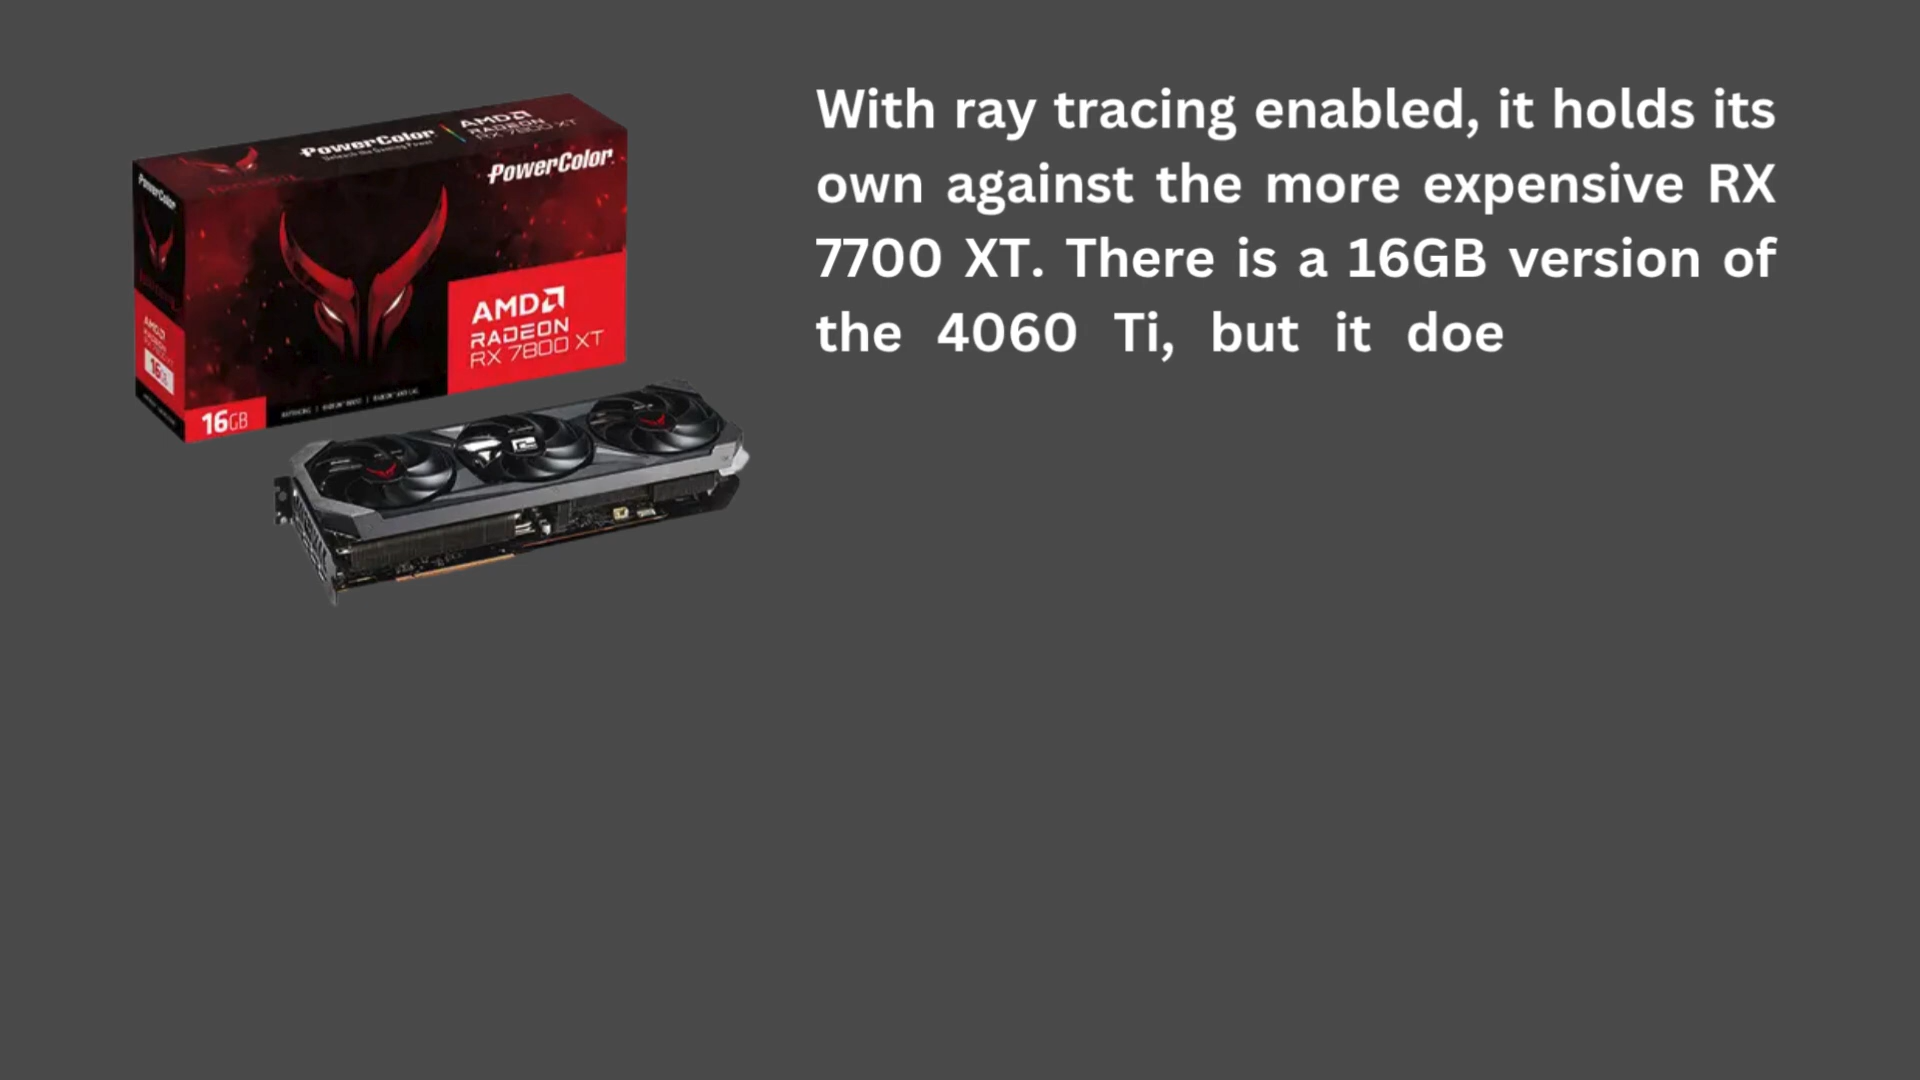 PowerColor
AMD
RADEON
RX 7800 XT
PowerColor
PowerColor
AMD
RADEON
RX 7800 XT
16GB
16GB
With ray tracing enabled, it holds its
own against the more expensive RX
7700 XT. There is a 16GB version of
the 4060 Ti, but it doe